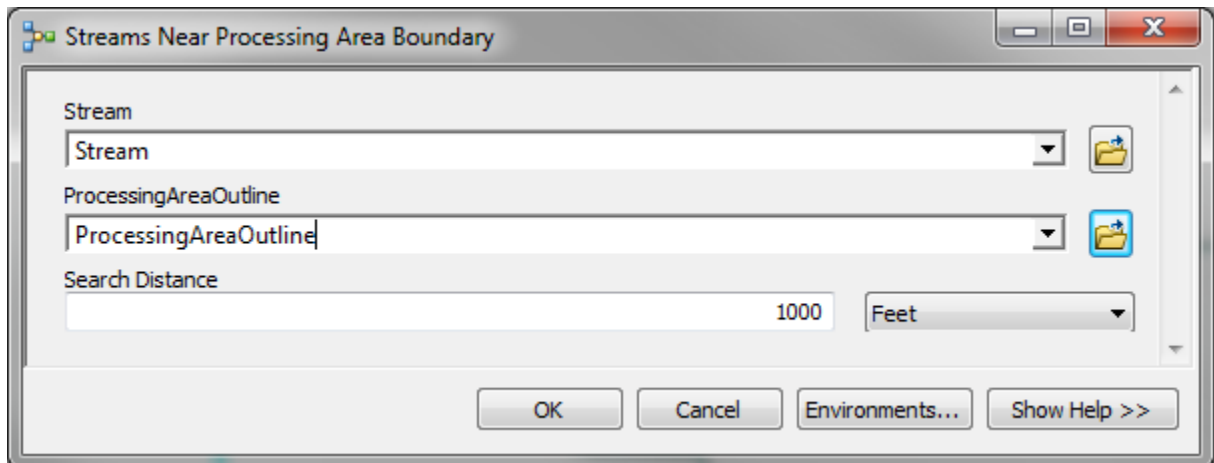 Streams Near Processing Area Boundary
Stream
Stream
ProcessingAreaOutline
ProcessingAreaOutline
Search Distance
1000 Feet
OK Cancel Environments... Show Help >>